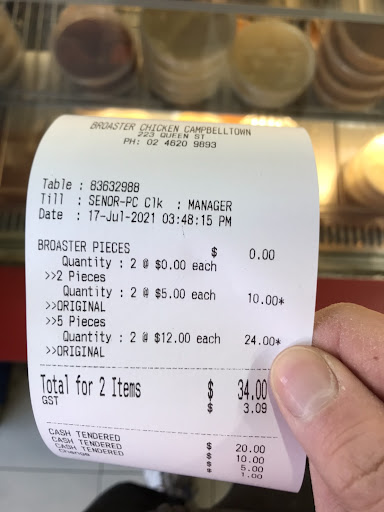 BROASTER CHICKEN CAMPBELLTOWN
223 QUEEN ST
PH: 02 4620 9893
Table : 83632988
Till : SENOR-PC Clk : MANAGER
Date : 17-Jul-2021 03:48:15 PM
BROASTER PIECES $ 0.00
Quantity : 2 @ $0.00 each
>>2 Pieces
Quantity : 2 @ $5.00 each 10.00*
>>ORIGINAL
>>5 Pieces
Quantity : 2 @ $12.00 each 24.00*
>>ORIGINAL
Total for 2 Items $ 34.00
GST $ 3.09
CASH TENDERED $ 20.00
CASH TENDERED $ 10.00
CASH TENDERED $ 5.00
Change $ 1.00